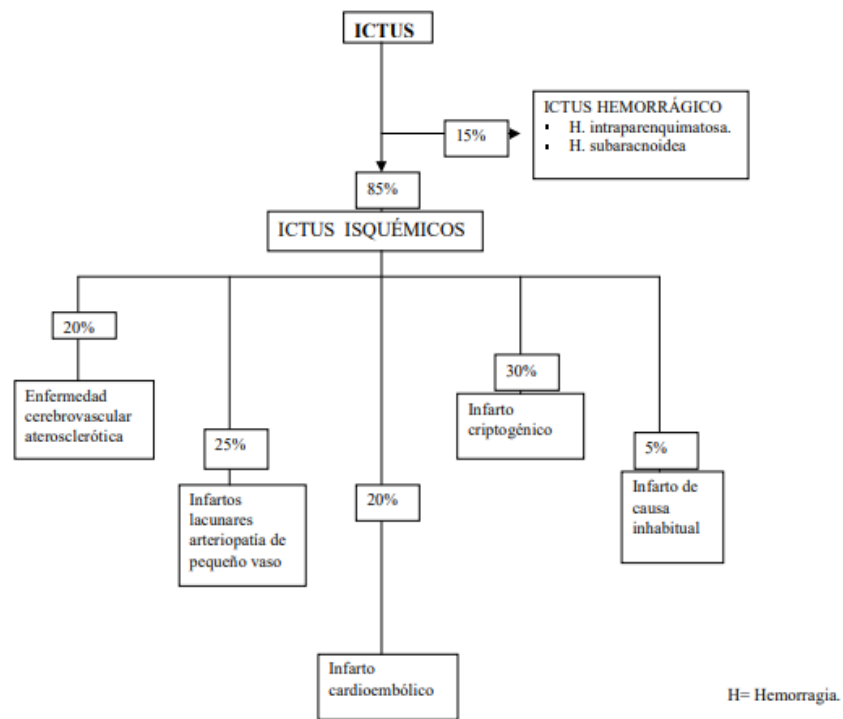 ICTUS
15%
ICTUS HEMORRÁGICO
▪ H. intraparenquimatosa.
▪ H. subaracnoidea
85%
ICTUS ISQUÉMICOS
20%
Enfermedad
cerebrovascular
aterosclerótica
25%
Infartos
lacunares
arteriopatía de
pequeño vaso
20%
Infarto
cardioembólico
30%
Infarto
criptogénico
5%
Infarto de
causa
inhabitual
H= Hemorragia.